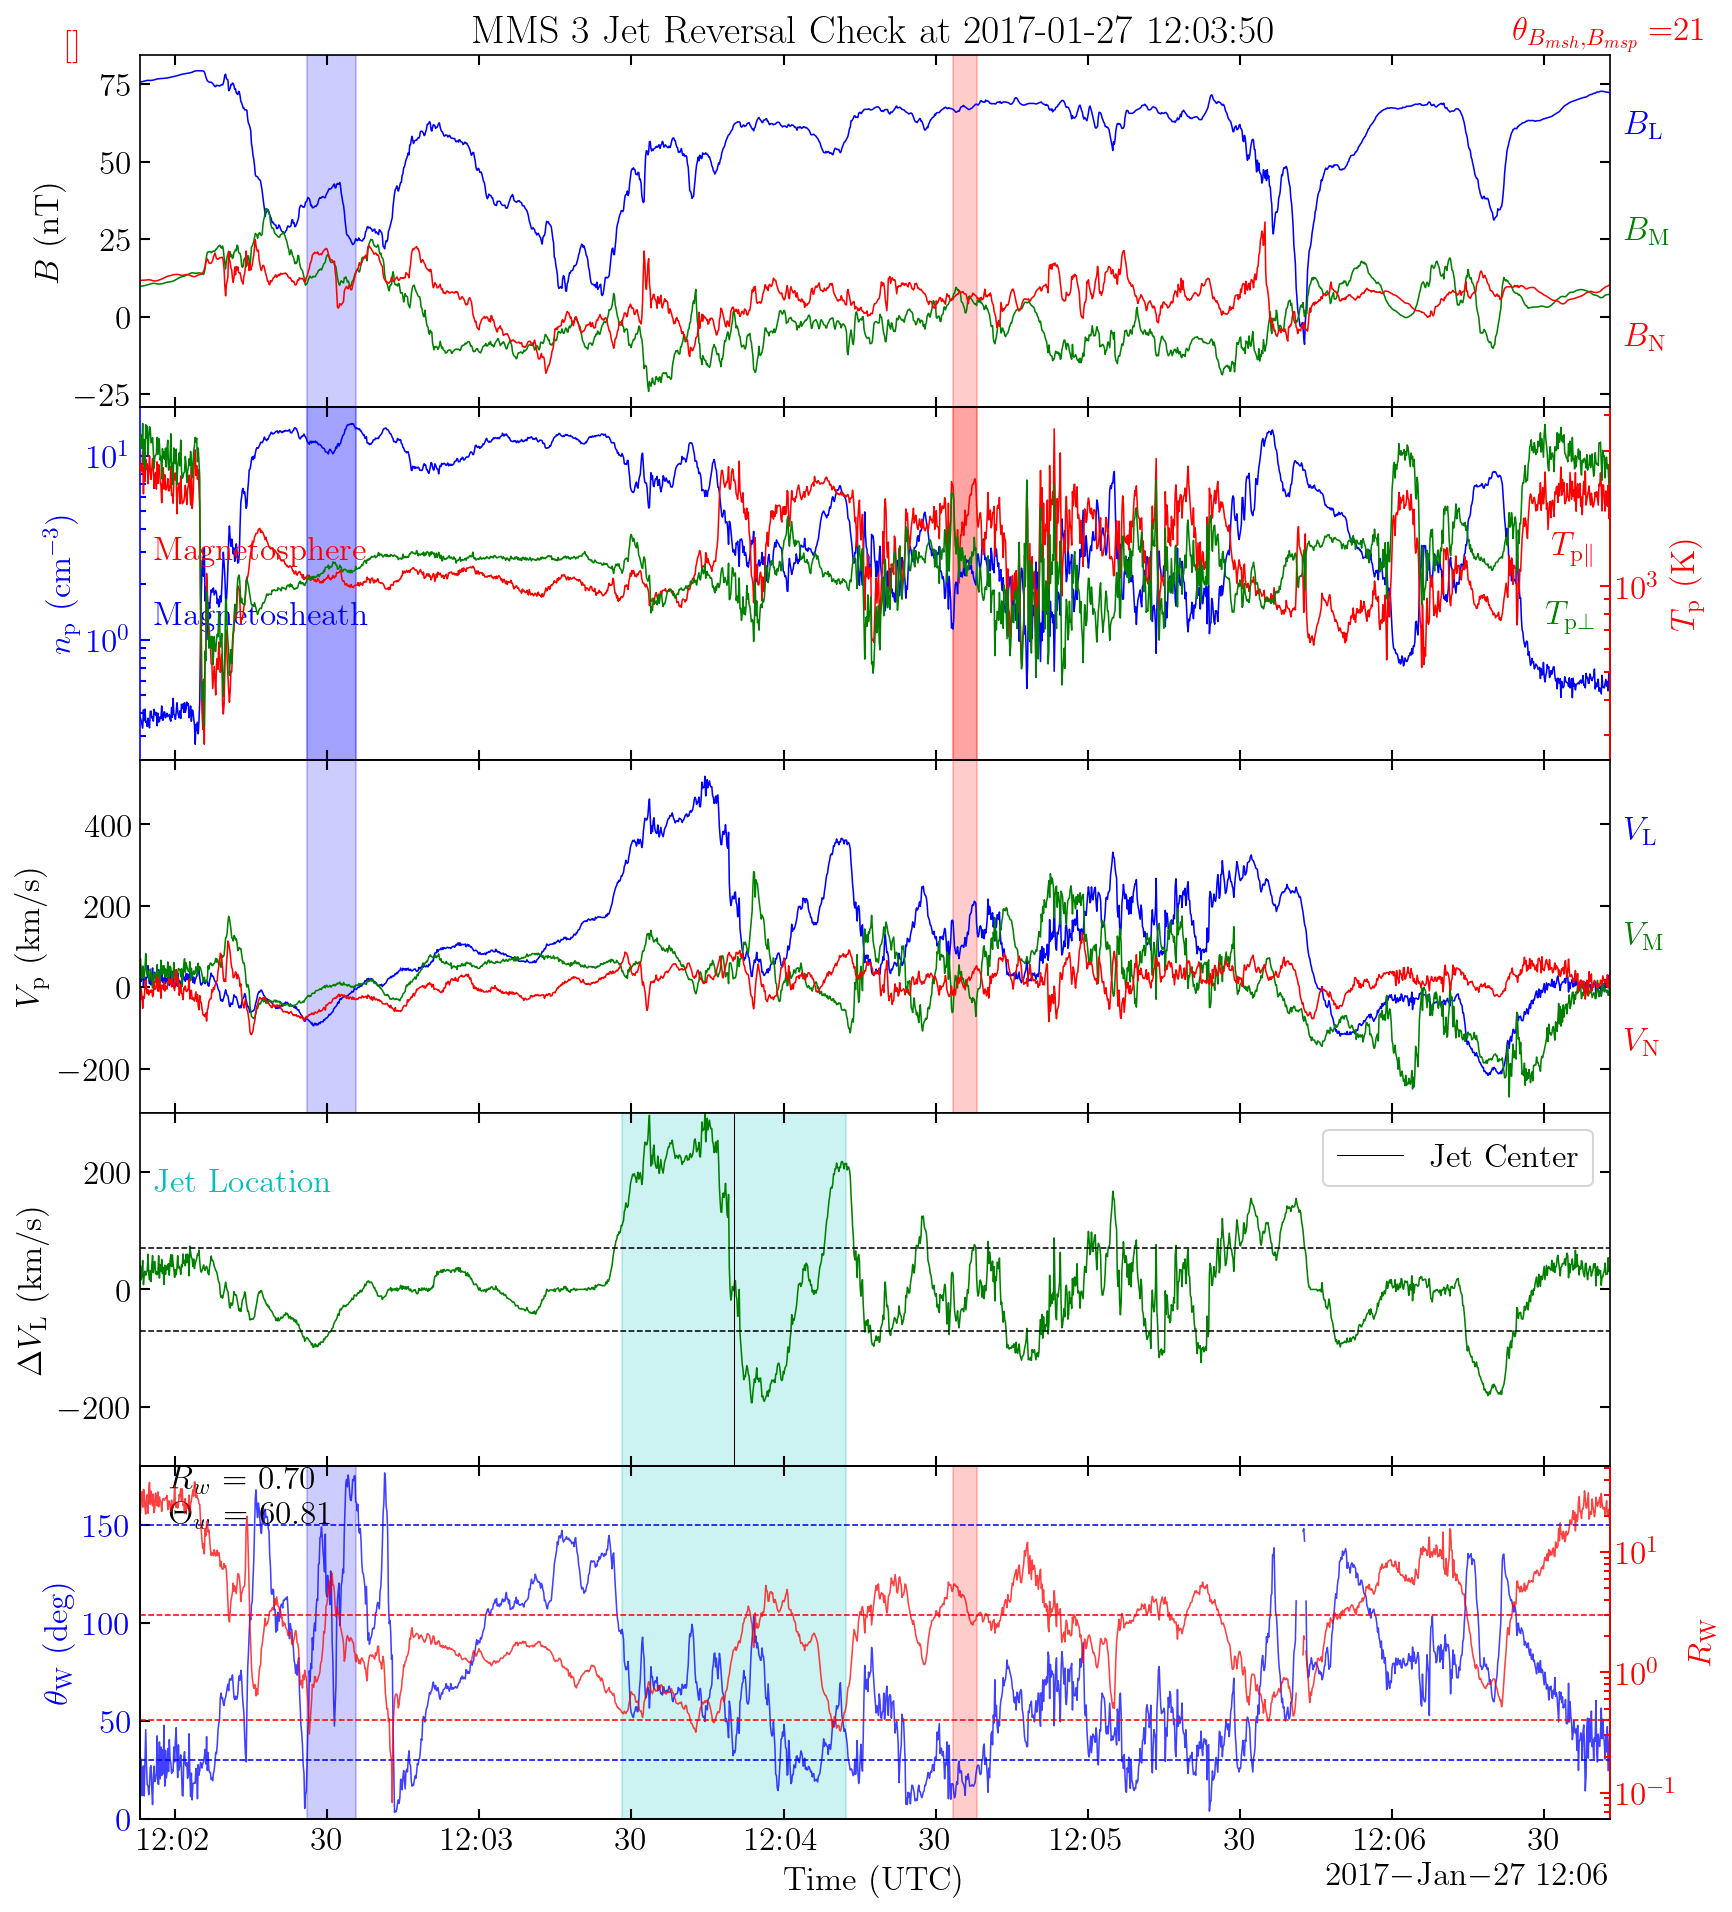 MMS 3 Jet Reversal Check at 2017-01-27 12:03:50
[]
θ_{B_{msh},B_{msp}} =21
75
50
25
0
−25
B (nT)
B_L
B_M
B_N
10^1
10^0
n_p (cm^{−3})
Magnetosphere
Magnetosheath
T_{p∥}
T_{p⊥}
10^3
T_p (K)
400
200
0
−200
V_p (km/s)
V_L
V_M
V_N
200
0
−200
ΔV_L (km/s)
Jet Location
Jet Center
R_w = 0.70
Θ_w = 60.81
150
100
50
0
θ_W (deg)
10^1
10^0
10^{−1}
R_W
12:02 30 12:03 30 12:04 30 12:05 30 12:06 30
Time (UTC)
2017−Jan−27 12:06